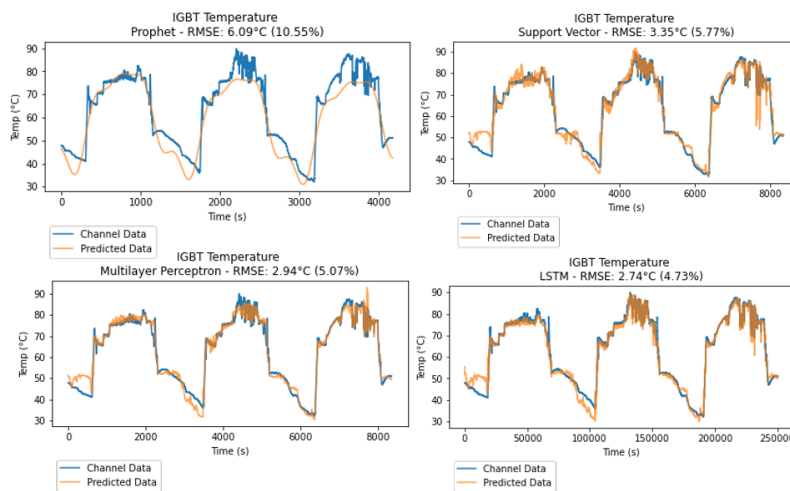 IGBT Temperature
Prophet - RMSE: 6.09°C (10.55%)
Temp (°C)
90
80
70
60
50
40
30
0
1000
2000
3000
4000
Time (s)
Channel Data
Predicted Data
IGBT Temperature
Support Vector - RMSE: 3.35°C (5.77%)
Temp (°C)
90
80
70
60
50
40
30
0
2000
4000
6000
8000
Time (s)
Channel Data
Predicted Data
IGBT Temperature
Multilayer Perceptron - RMSE: 2.94°C (5.07%)
Temp (°C)
90
80
70
60
50
40
30
0
2000
4000
6000
8000
Time (s)
Channel Data
Predicted Data
IGBT Temperature
LSTM - RMSE: 2.74°C (4.73%)
Temp (°C)
90
80
70
60
50
40
30
0
50000
100000
150000
200000
Time (s)
Channel Data
Predicted Data